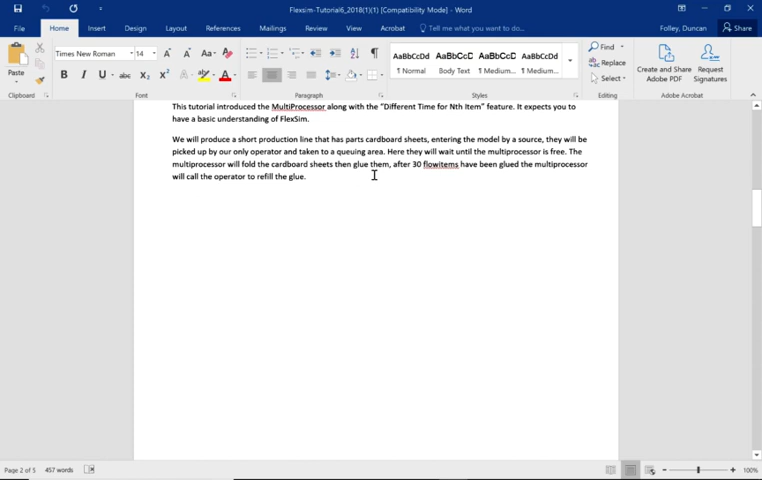 Flexsim-Tutorial6_2018(1)(1) [Compatibility Mode] - Word
File Home Insert Design Layout References Mailings Review View Acrobat Tell me what you want to do... Folley, Duncan Share
Times New Roman 14 Aa AaBbCcDd AaBbCcC AaBbCcC AaBbCcDd Find
Paste B I U abc X2 X2 A A ¶ Normal Body Text ¶ Medium... ¶ Medium... Replace Create and Share Request
Select Adobe PDF Signatures
Clipboard Font Paragraph Styles Editing Adobe Acrobat
This tutorial introduced the MultiProcessor along with the “Different Time for Nth Item” feature. It expects you to
have a basic understanding of FlexSim.
We will produce a short production line that has parts cardboard sheets, entering the model by a source, they will be
picked up by our only operator and taken to a queuing area. Here they will wait until the multiprocessor is free. The
multiprocessor will fold the cardboard sheets then glue them, after 30 flowitems have been glued the multiprocessor
will call the operator to refill the glue.
Page 2 of 5 457 words 100%